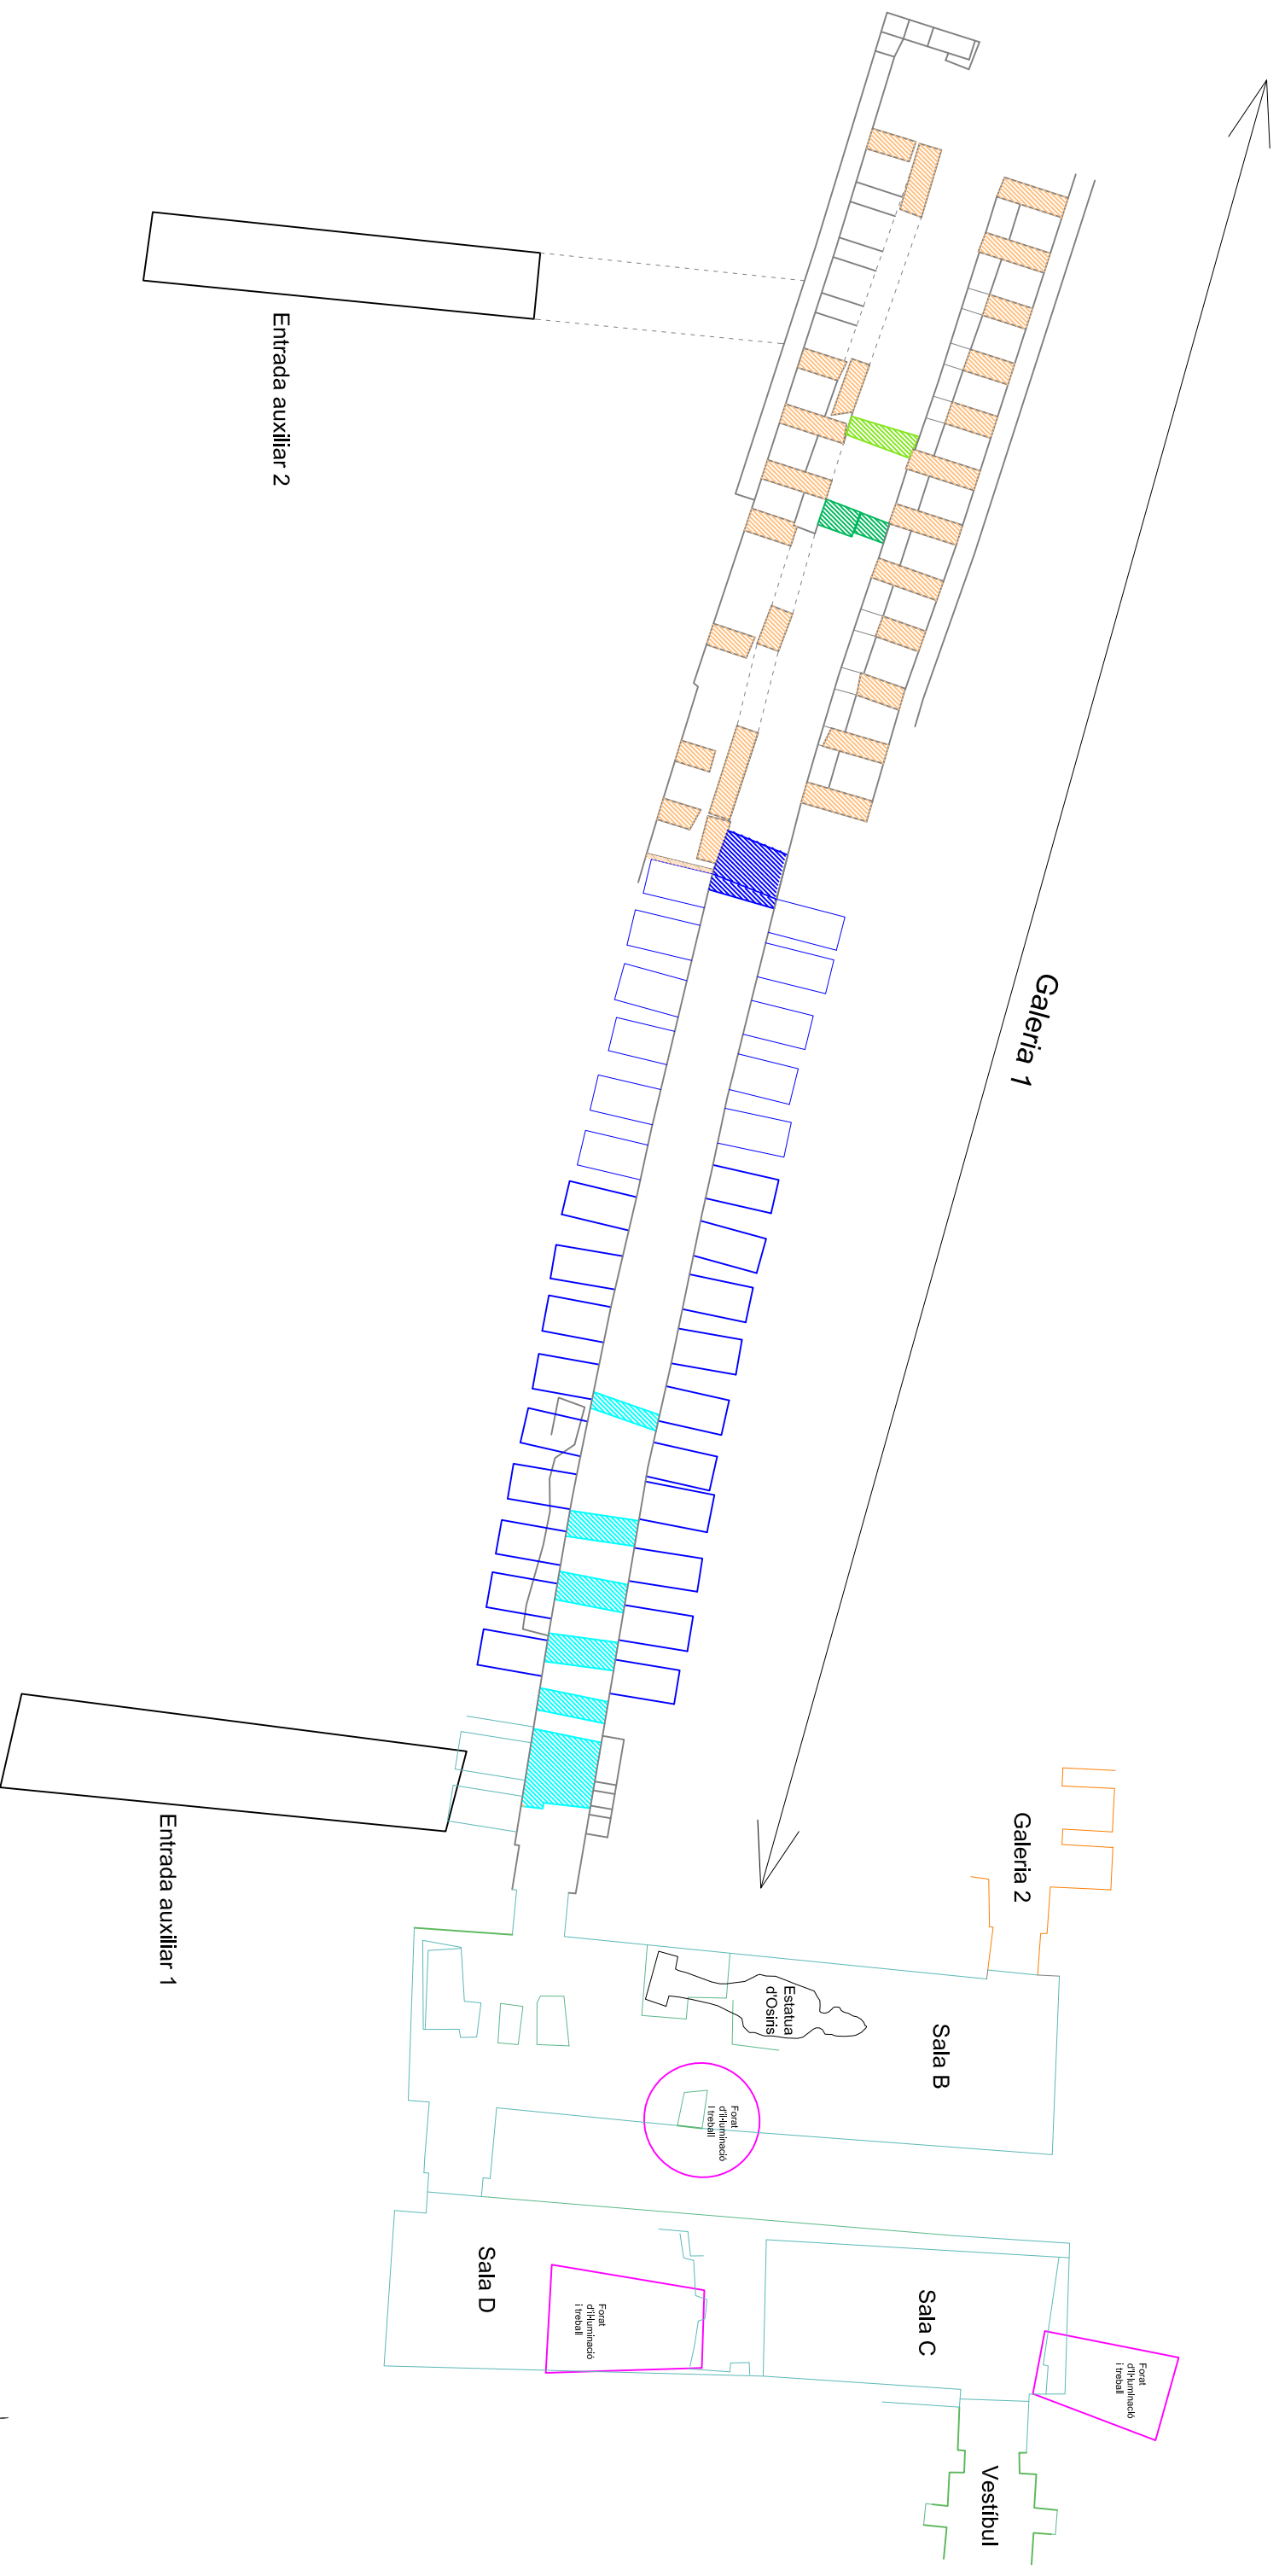 Entrada auxiliar 2
Galeria 1
Galeria 2
Entrada auxiliar 1
Estatua
d'Osiris
Sala B
Forat
d'il·luminació
i treball
Sala D
Forat
d'il·luminació
i treball
Sala C
Forat
d'il·luminació
i treball
Vestíbul